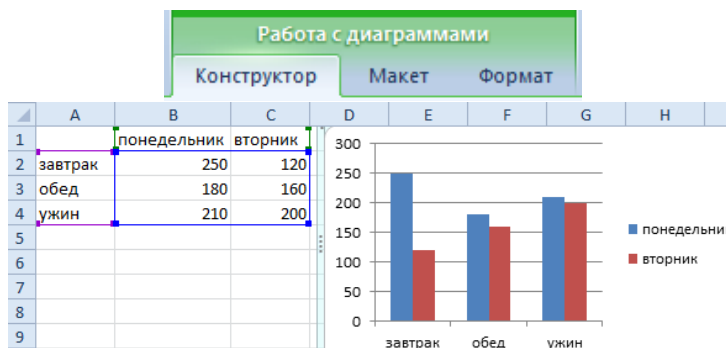 Работа с диаграммами
Конструктор Макет Формат
A B C D E F G H
1 понедельник вторник
2 завтрак 250 120
3 обед 180 160
4 ужин 210 200
5
6
7
8
9
300
250
200
150
100
50
0
завтрак обед ужин
понедельни
вторник